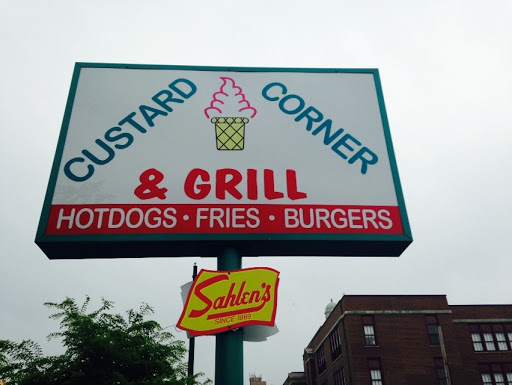 CUSTARD CORNER
& GRILL
HOTDOGS · FRIES · BURGERS
Sahlen's
SINCE 1869